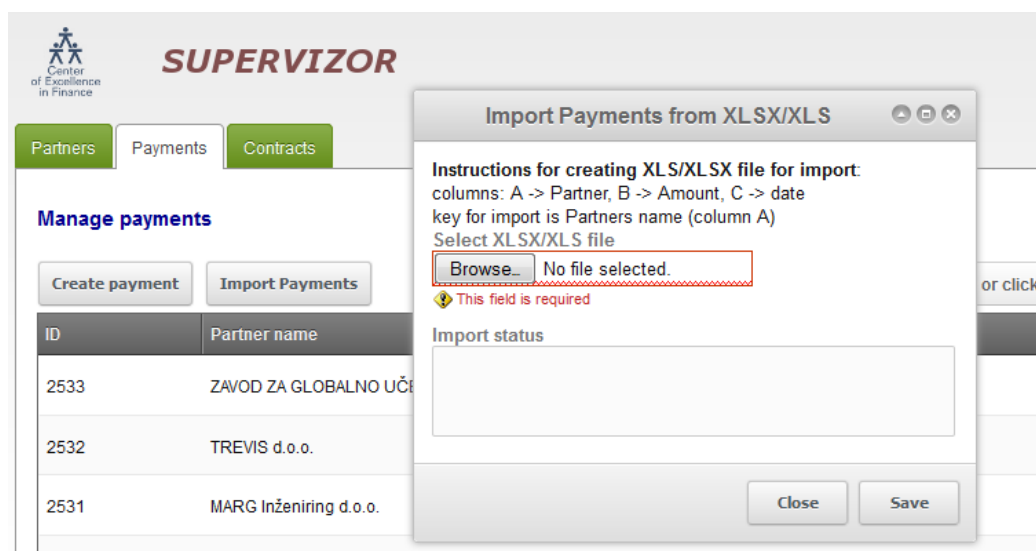 Center
of Excellence
in Finance
SUPERVIZOR
Partners
Payments
Contracts
Manage payments
Create payment
Import Payments
or click
ID
Partner name
2533
ZAVOD ZA GLOBALNO UČE
2532
TREVIS d.o.o.
2531
MARG Inženiring d.o.o.
Import Payments from XLSX/XLS
Instructions for creating XLS/XLSX file for import:
columns: A -> Partner, B -> Amount, C -> date
key for import is Partners name (column A)
Select XLSX/XLS file
Browse... No file selected.
This field is required
Import status
Close
Save